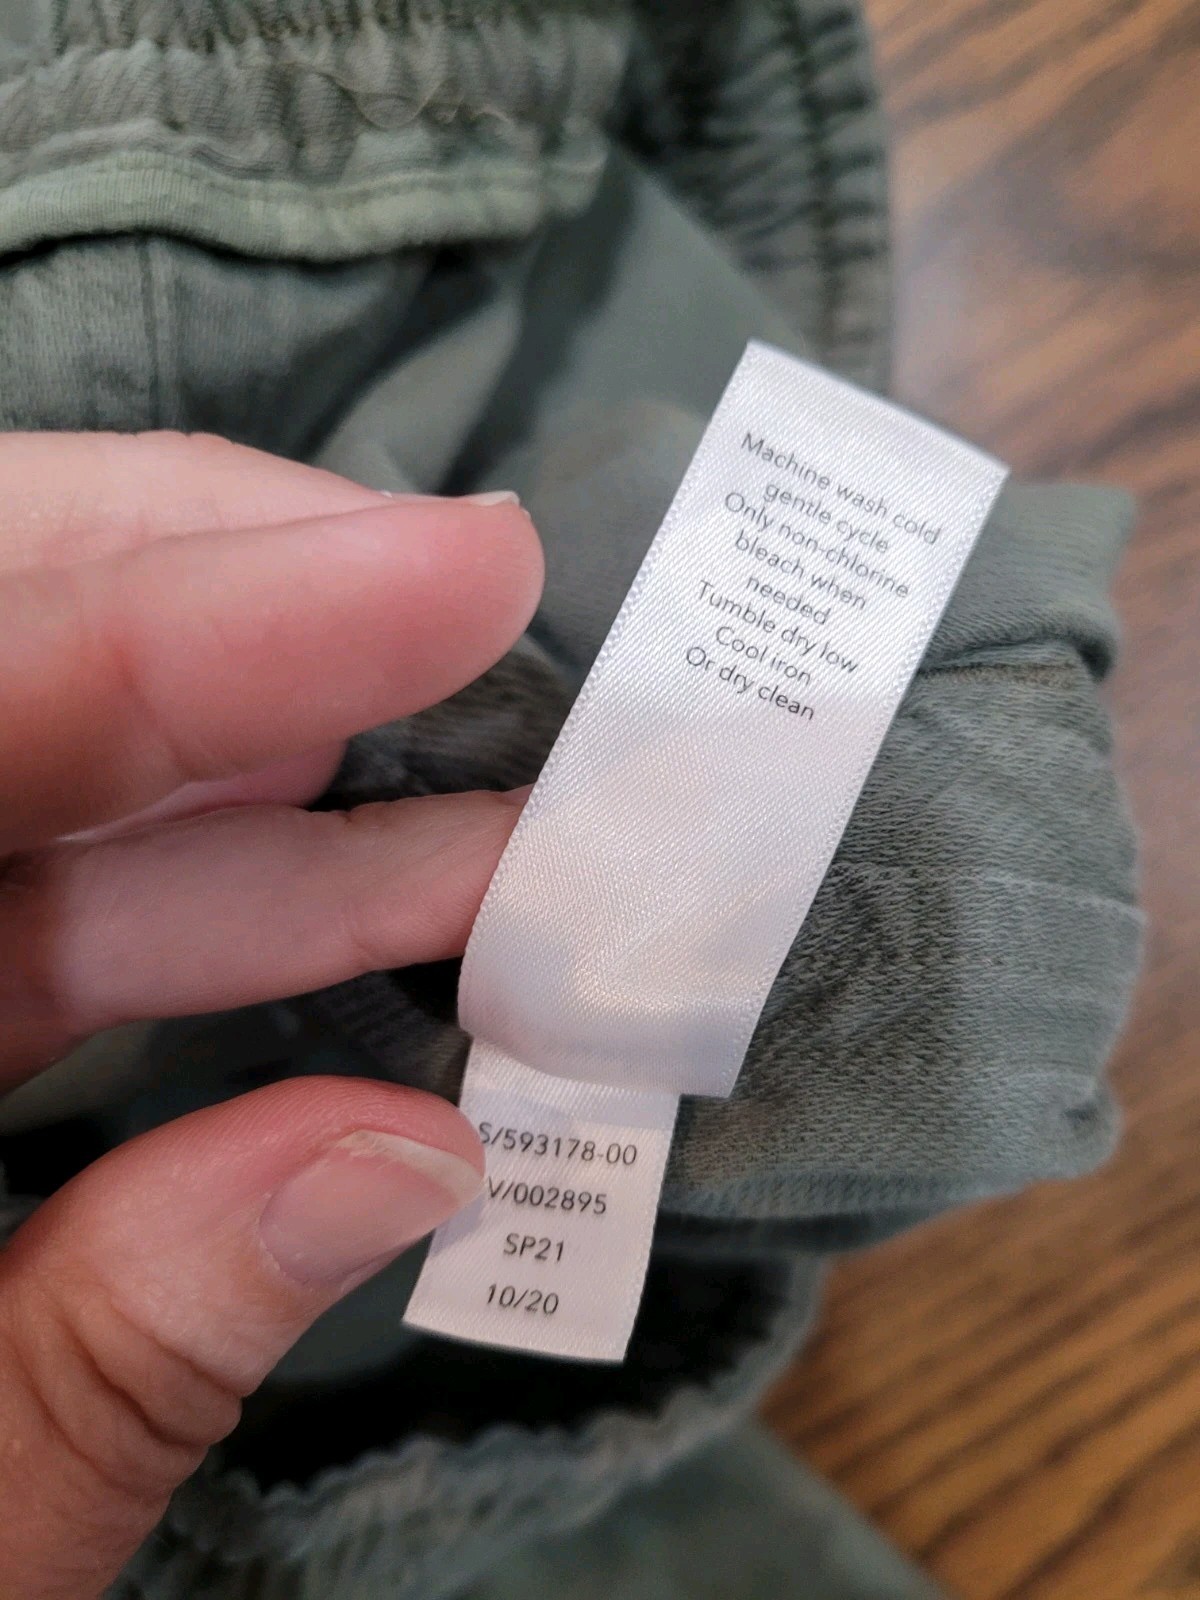 Machine wash cold
gentle cycle
Only non-chlorine
bleach when
needed
Tumble dry low
Cool iron
Or dry clean
S/593178-00
V/002895
SP21
10/20